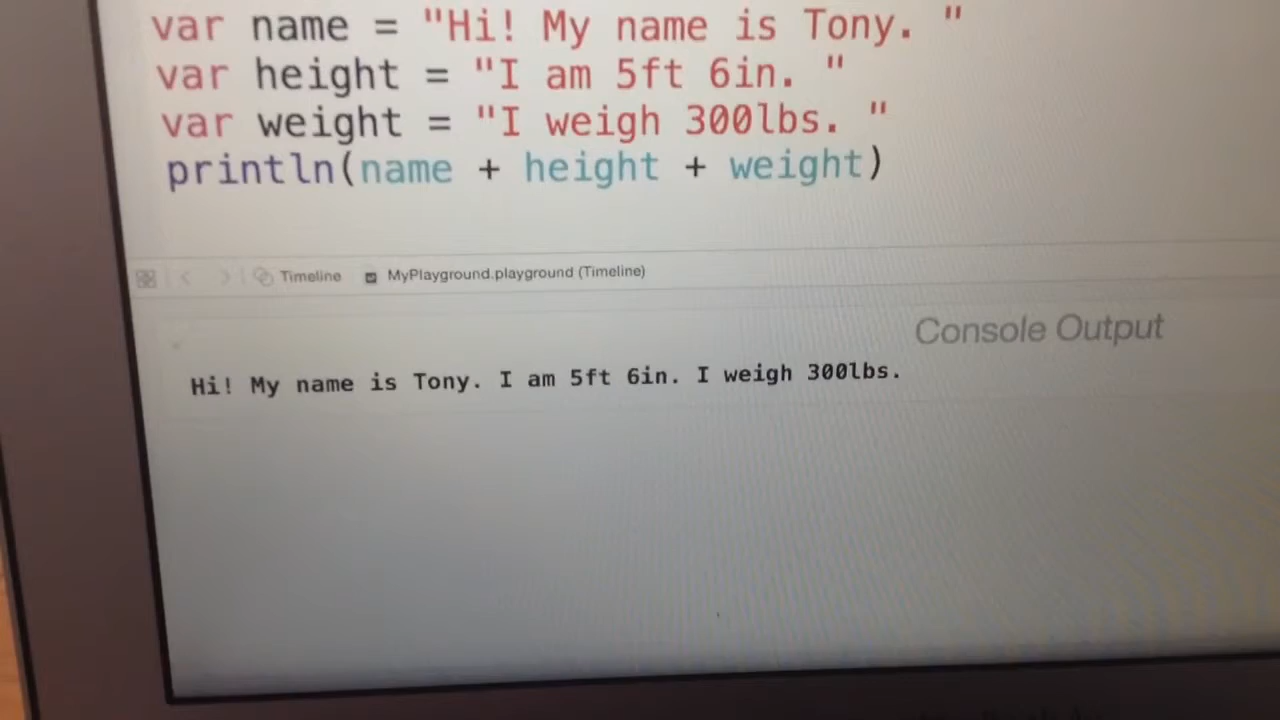 var name = "Hi! My name is Tony. "
var height = "I am 5ft 6in. "
var weight = "I weigh 300lbs. "
println(name + height + weight)
Timeline MyPlayground.playground (Timeline)
Console Output
Hi! My name is Tony. I am 5ft 6in. I weigh 300lbs.